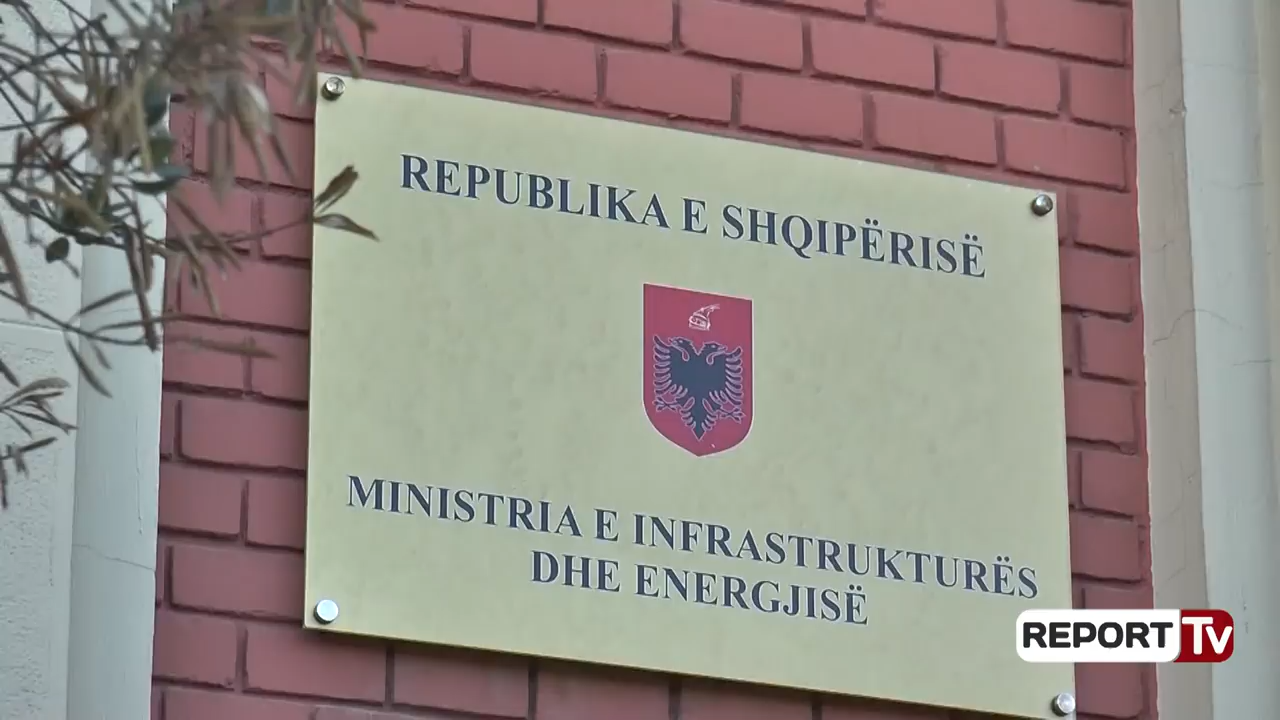 REPUBLIKA E SHQIPËRISË
MINISTRIA E INFRASTRUKTURËS
DHE ENERGJISË
REPORT Tv